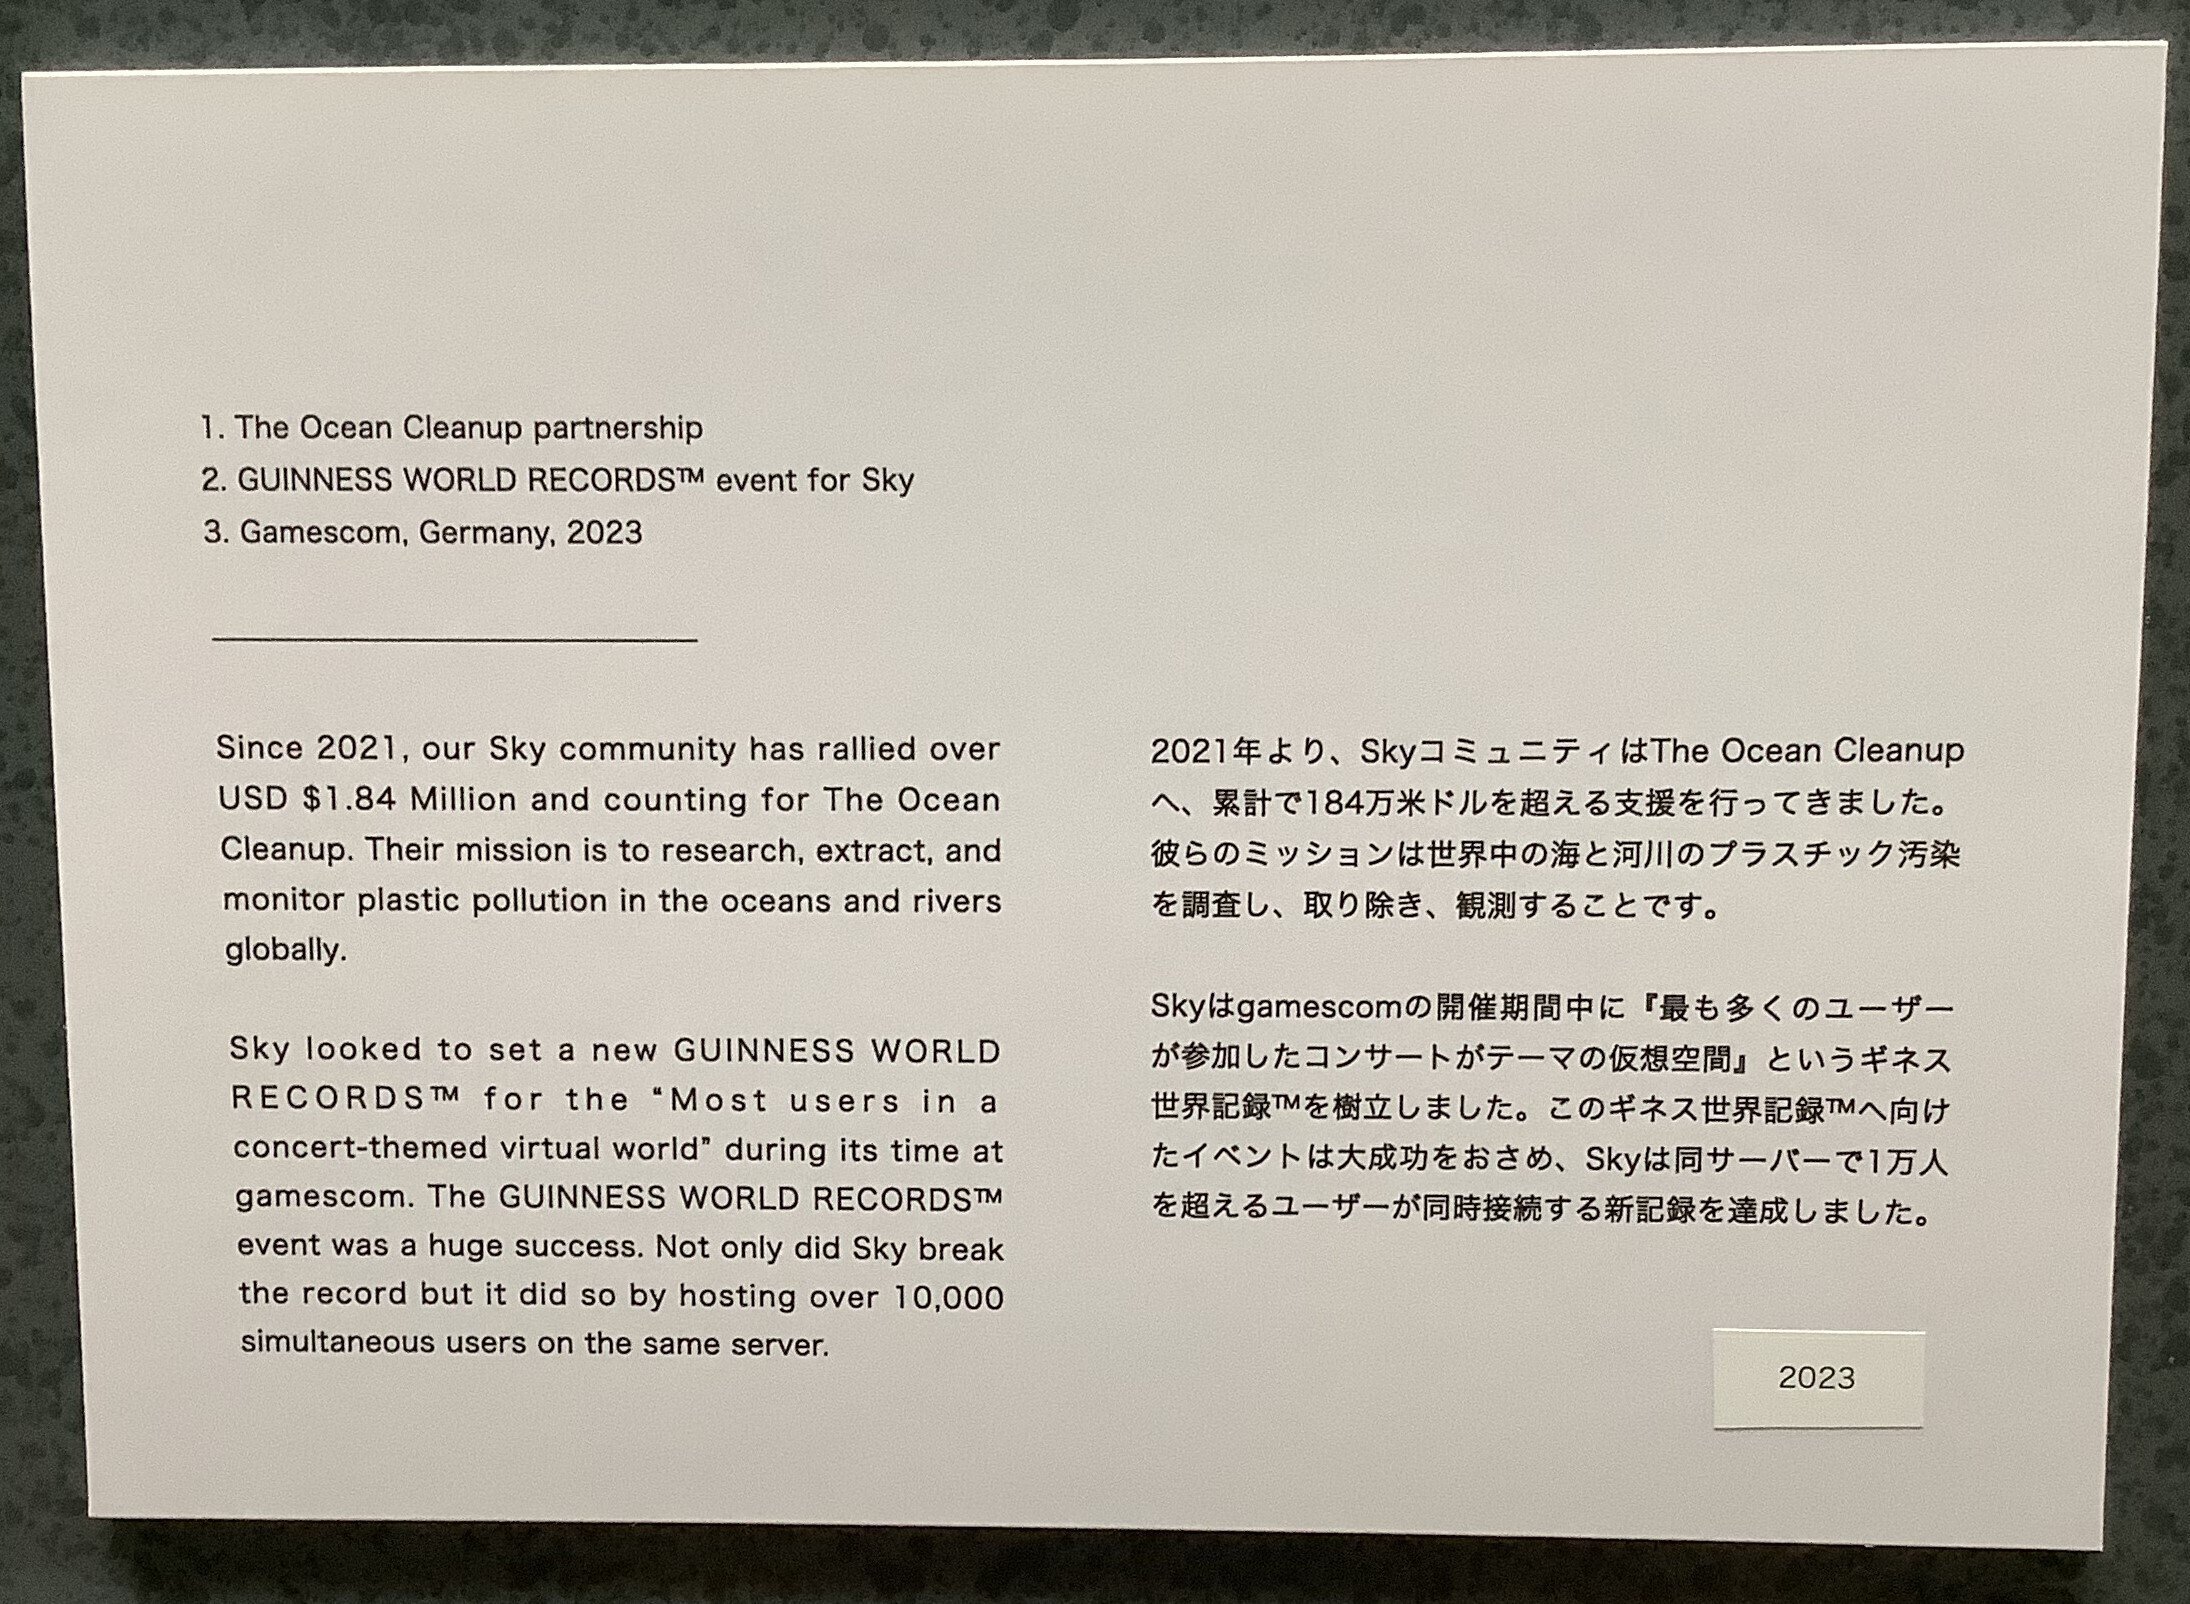 1. The Ocean Cleanup partnership
2. GUINNESS WORLD RECORDS™ event for Sky
3. Gamescom, Germany, 2023
Since 2021, our Sky community has rallied over
USD $1.84 Million and counting for The Ocean
Cleanup. Their mission is to research, extract, and
monitor plastic pollution in the oceans and rivers
globally.
Sky looked to set a new GUINNESS WORLD
RECORDS™ for the “Most users in a
concert-themed virtual world” during its time at
gamescom. The GUINNESS WORLD RECORDS™
event was a huge success. Not only did Sky break
the record but it did so by hosting over 10,000
simultaneous users on the same server.
2021年より、SkyコミュニティはThe Ocean Cleanup
へ、累計で184万米ドルを超える支援を行ってきました。
彼らのミッションは世界中の海と河川のプラスチック汚染
を調査し、取り除き、観測することです。
Skyはgamescomの開催期間中に『最も多くのユーザー
が参加したコンサートがテーマの仮想空間』というギネス
世界記録™を樹立しました。このギネス世界記録™へ向け
たイベントは大成功をおさめ、Skyは同サーバーで1万人
を超えるユーザーが同時接続する新記録を達成しました。
2023